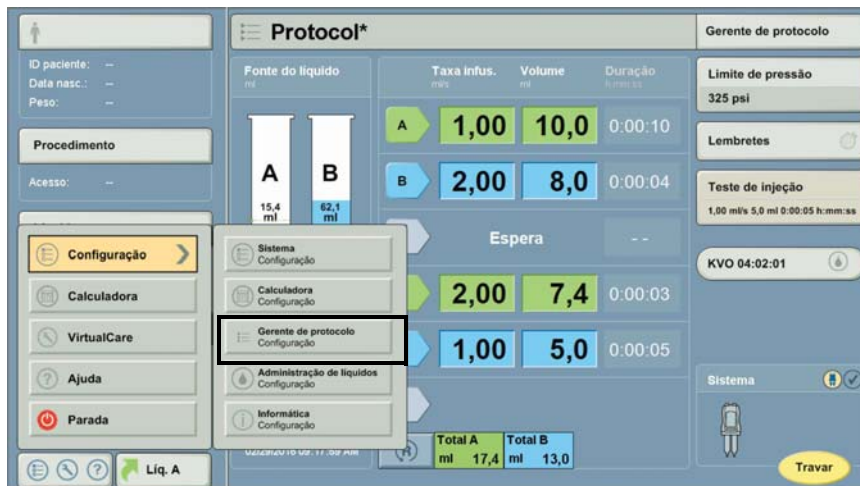 Protocol*
Gerente de protocolo
ID paciente: --
Data nasc.: --
Peso: --
Procedimento
Acesso: --
Fonte do líquido
ml
Taxa infus.
ml/s
Volume
ml
Duração
h:mm:ss
A
15,4
ml
B
62,1
ml
A
1,00
10,0
0:00:10
B
2,00
8,0
0:00:04
Espera
--
2,00
7,4
0:00:03
1,00
5,0
0:00:05
Total A
ml 17,4
Total B
ml 13,0
Limite de pressão
325 psi
Lembretes
Teste de injeção
1,00 ml/s 5,0 ml 0:00:05 h:mm:ss
KVO 04:02:01
Sistema
Travar
Configuração
Calculadora
VirtualCare
Ajuda
Parada
Sistema
Configuração
Calculadora
Configuração
Gerente de protocolo
Configuração
Administração de líquidos
Configuração
Informática
Configuração
Líq. A